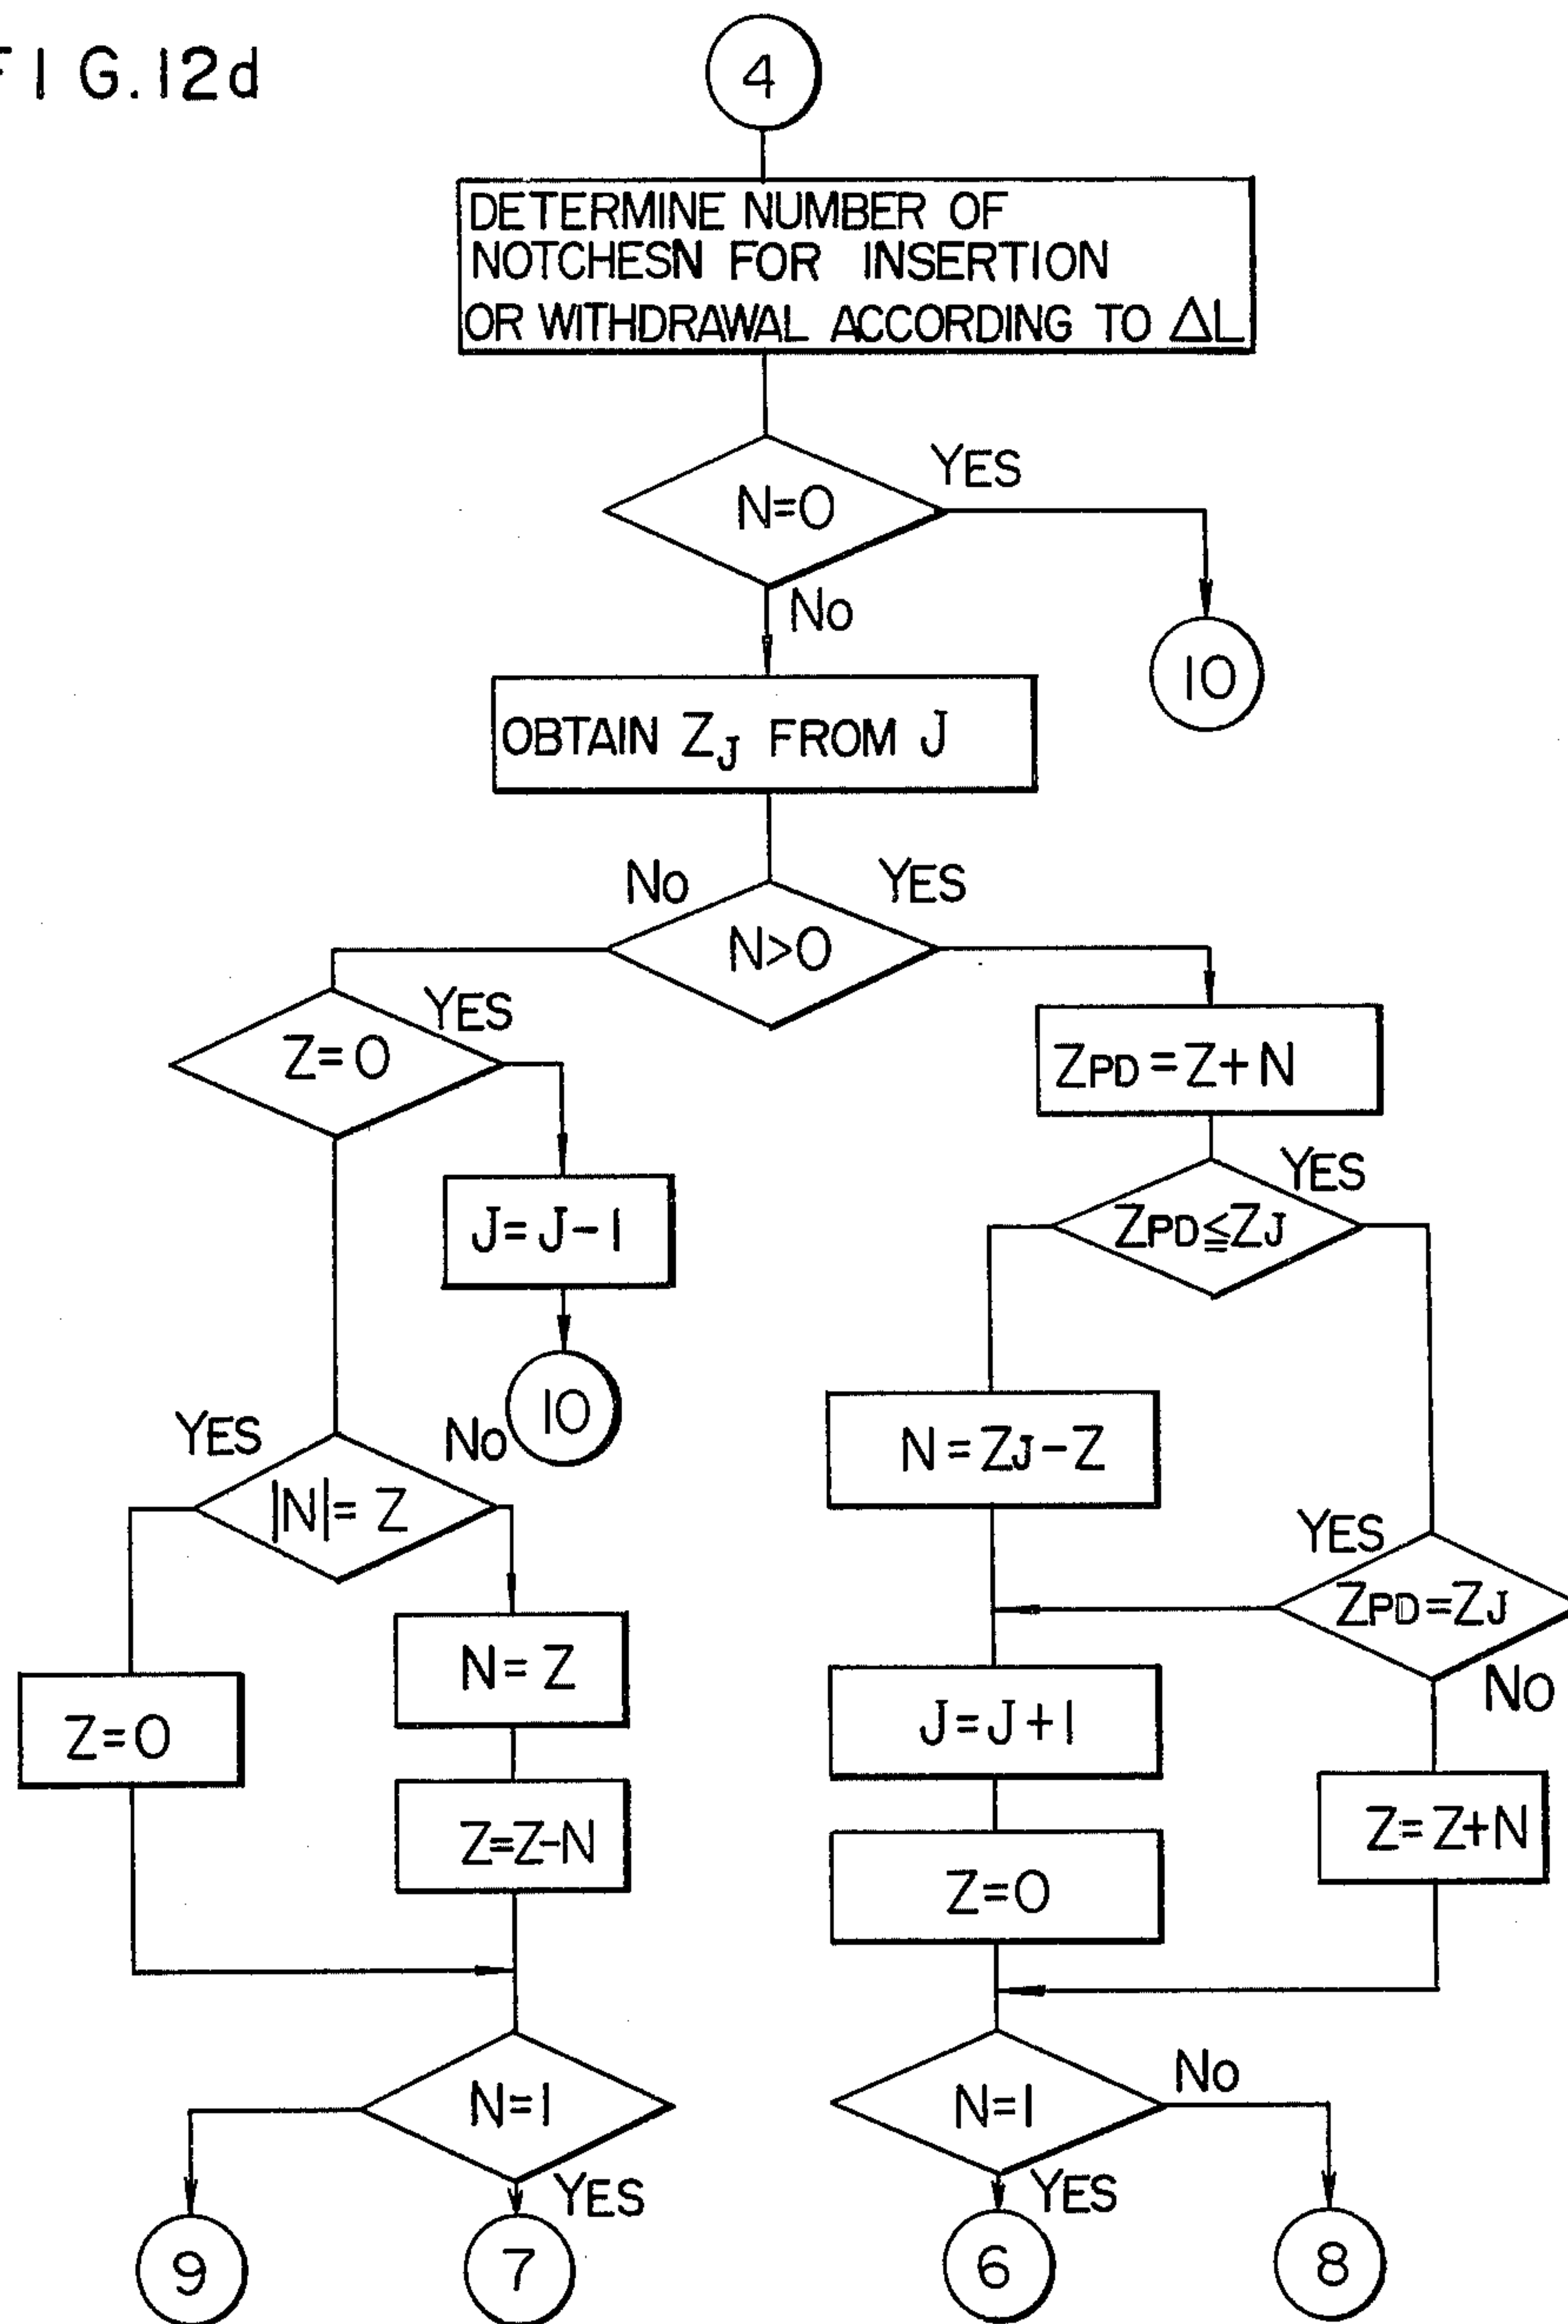 FIG.12d
4
DETERMINE NUMBER OF
NOTCHESN FOR INSERTION
OR WITHDRAWAL ACCORDING TO ΔL
YES
N=0
No
10
OBTAIN ZJ FROM J
No
YES
N>0
YES
Z=0
ZPD=Z+N
YES
J=J-1
ZPD≦ZJ
10
YES
No
N=ZJ-Z
|N|=Z
YES
ZPD=ZJ
N=Z
No
Z=0
J=J+1
Z=Z-N
Z=Z+N
Z=0
No
N=1
N=1
YES
YES
9
7
6
8